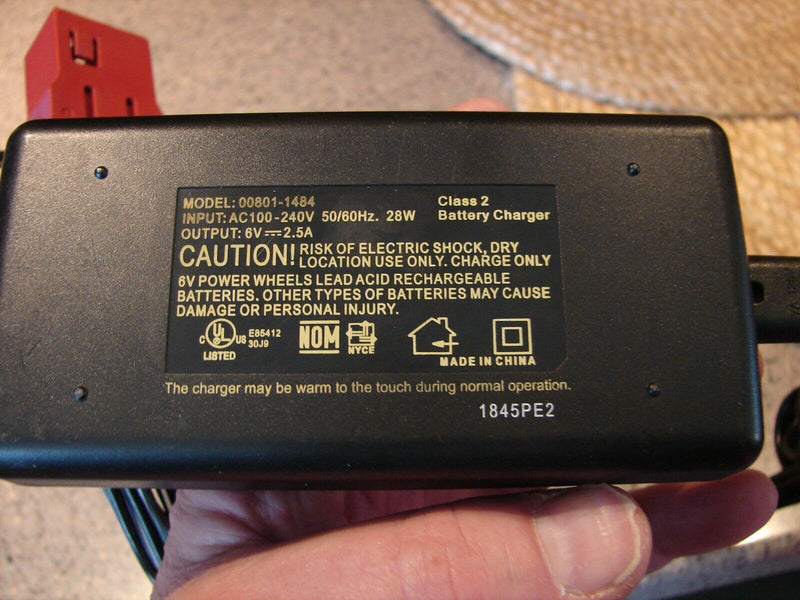 MODEL: 00801-1484
INPUT: AC100-240V 50/60Hz. 28W
OUTPUT: 6V⎓2.5A
Class 2
Battery Charger
CAUTION! RISK OF ELECTRIC SHOCK, DRY
LOCATION USE ONLY. CHARGE ONLY
6V POWER WHEELS LEAD ACID RECHARGEABLE
BATTERIES. OTHER TYPES OF BATTERIES MAY CAUSE
DAMAGE OR PERSONAL INJURY.
c UL US E85412
30J9
LISTED
NOM
NYCE
MADE IN CHINA
The charger may be warm to the touch during normal operation.
1845PE2